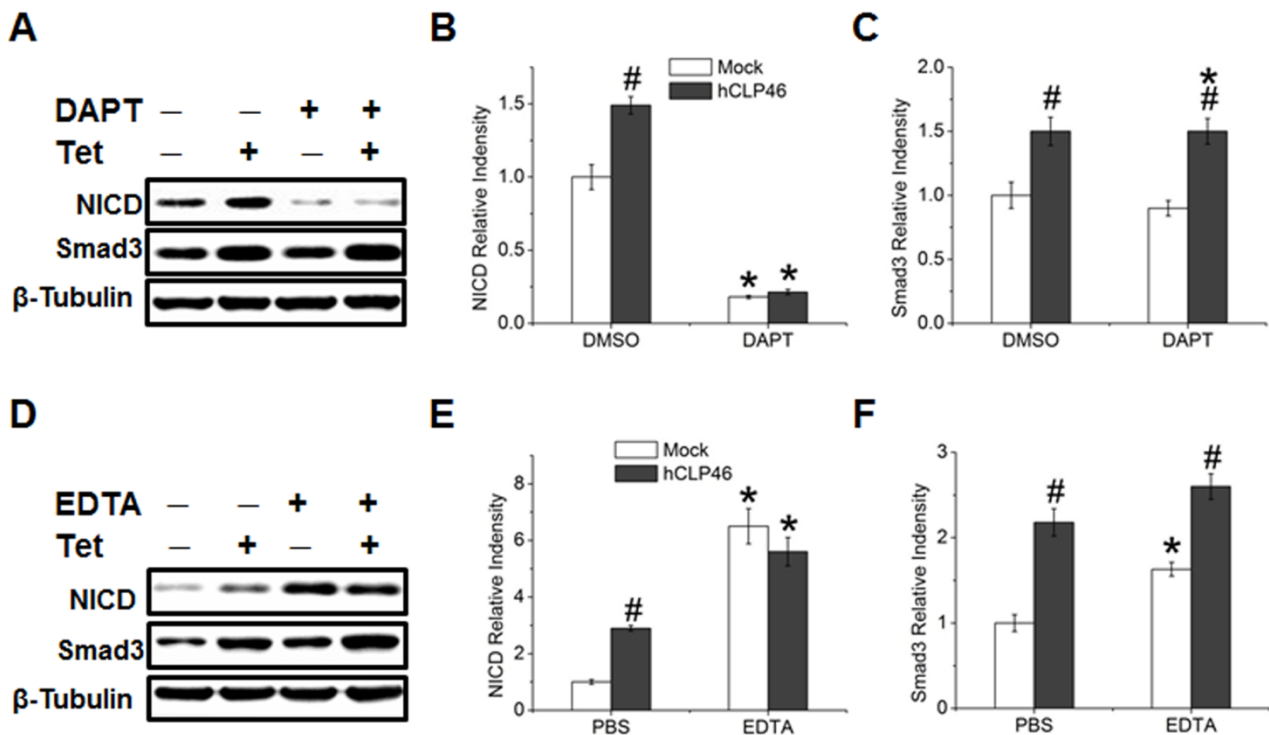 A
DAPT — — + +
Tet — + — +
NICD
Smad3
β-Tubulin
B
Mock
hCLP46
NICD Relative Indensity
1.5
1.0
0.5
0.0
#
*
*
DMSO
DAPT
C
Smad3 Relative Indensity
2.0
1.5
1.0
0.5
0.0
#
*
#
DMSO
DAPT
D
EDTA — — + +
Tet — + — +
NICD
Smad3
β-Tubulin
E
Mock
hCLP46
NICD Relative Indensity
8
6
4
2
0
#
*
*
PBS
EDTA
F
Smad3 Relative Indensity
3
2
1
0
#
*
#
PBS
EDTA